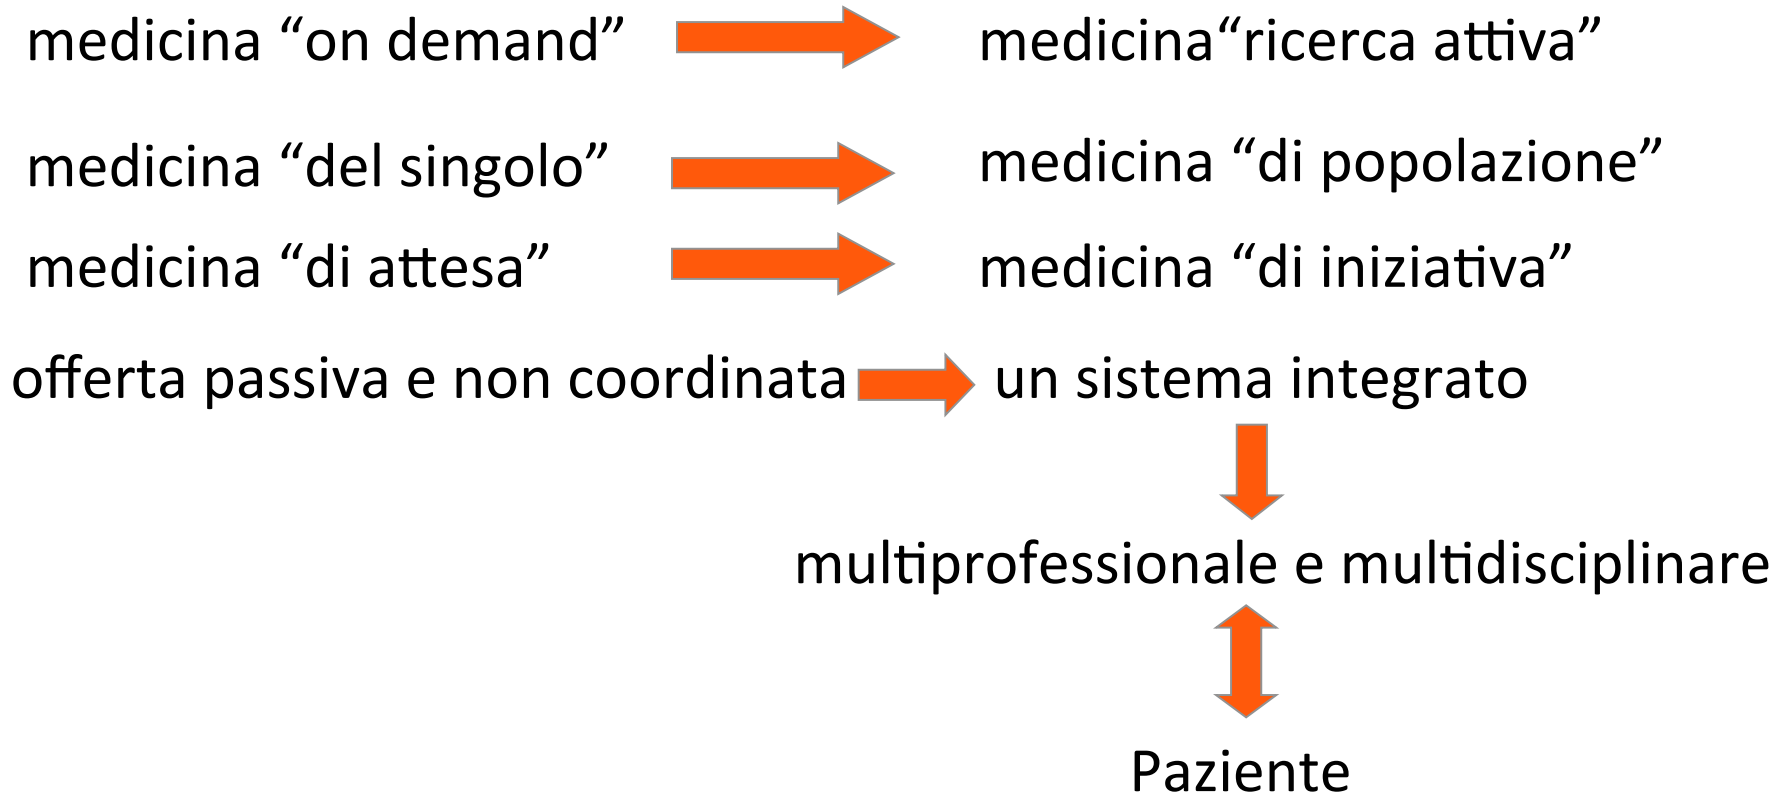 medicina “on demand” medicina“ricerca attiva”
medicina “del singolo” medicina “di popolazione”
medicina “di attesa” medicina “di iniziativa”
offerta passiva e non coordinata un sistema integrato
multiprofessionale e multidisciplinare
Paziente